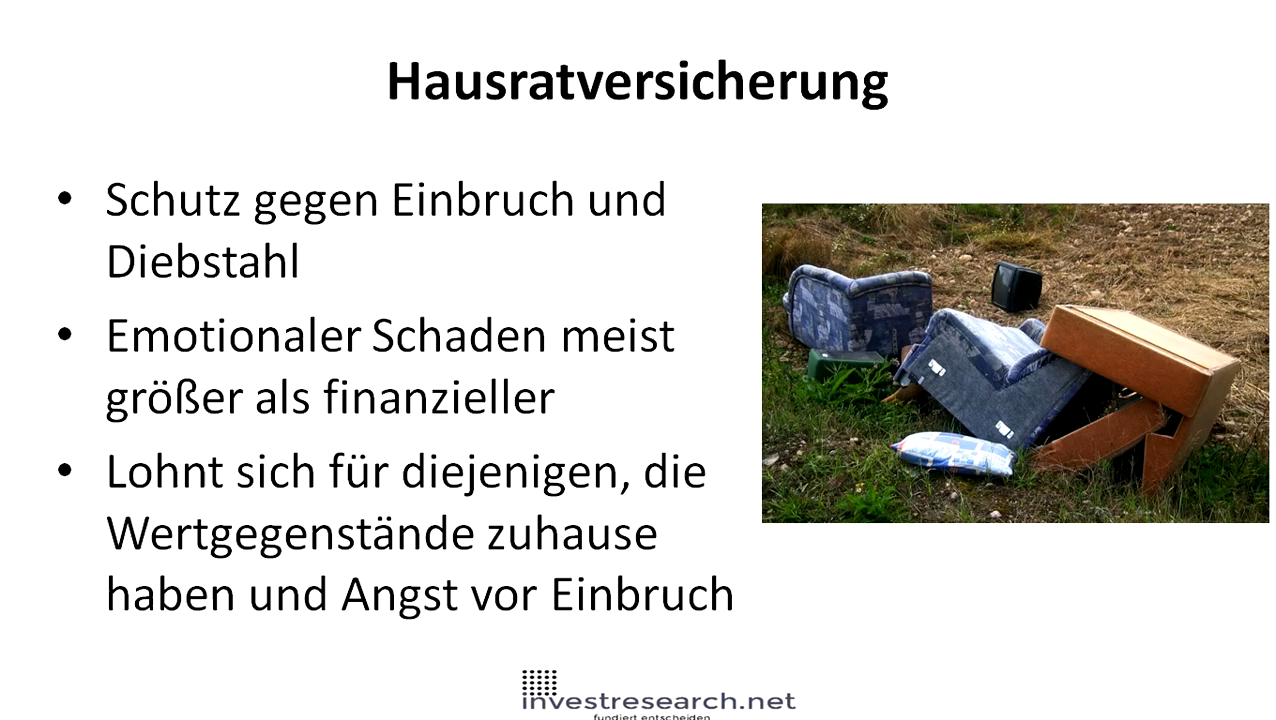 Hausratversicherung
• Schutz gegen Einbruch und
Diebstahl
• Emotionaler Schaden meist
größer als finanzieller
• Lohnt sich für diejenigen, die
Wertgegenstände zuhause
haben und Angst vor Einbruch
investresearch.net
fundiert entscheiden